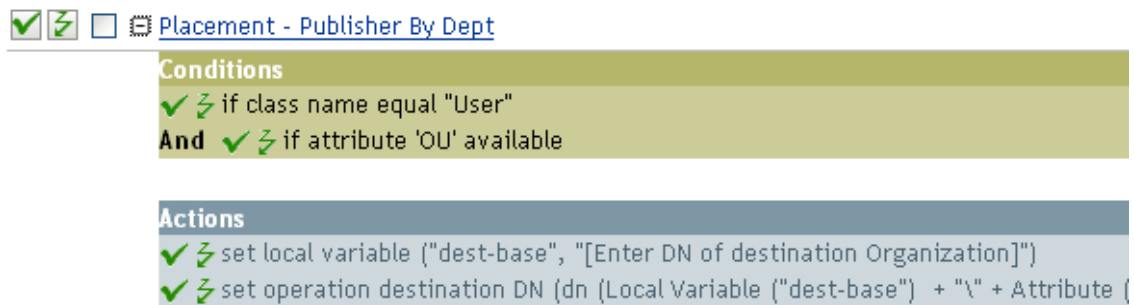 Placement - Publisher By Dept
Conditions
if class name equal "User"
And if attribute 'OU' available
Actions
set local variable ("dest-base", "[Enter DN of destination Organization]")
set operation destination DN (dn (Local Variable ("dest-base") + "\" + Attribute (